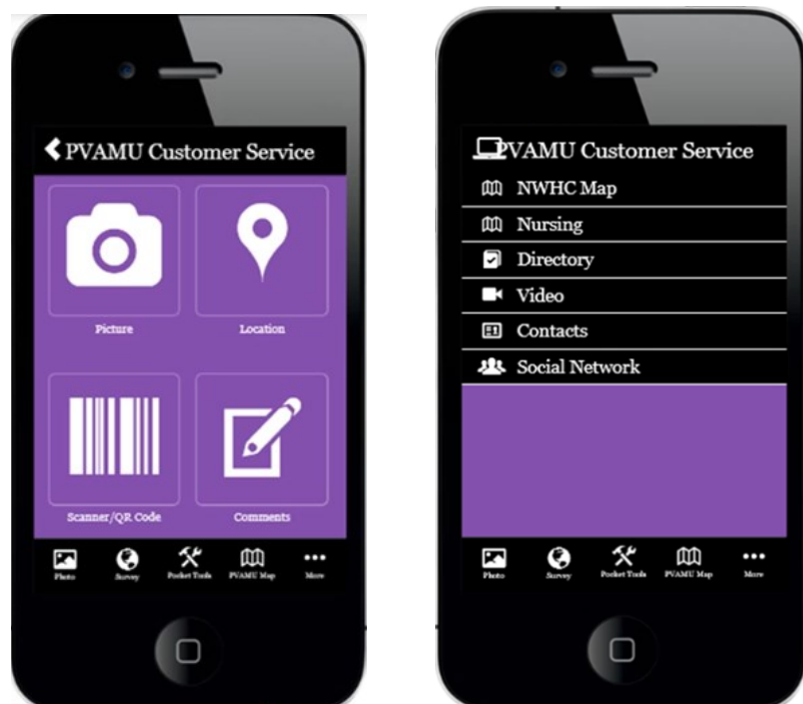 PVAMU Customer Service
Picture Location
Scanner/QR Code Comments
Photo Survey Pocket Tools PVAMU Map More
PVAMU Customer Service
NWHC Map
Nursing
Directory
Video
Contacts
Social Network
Photo Survey Pocket Tools PVAMU Map More